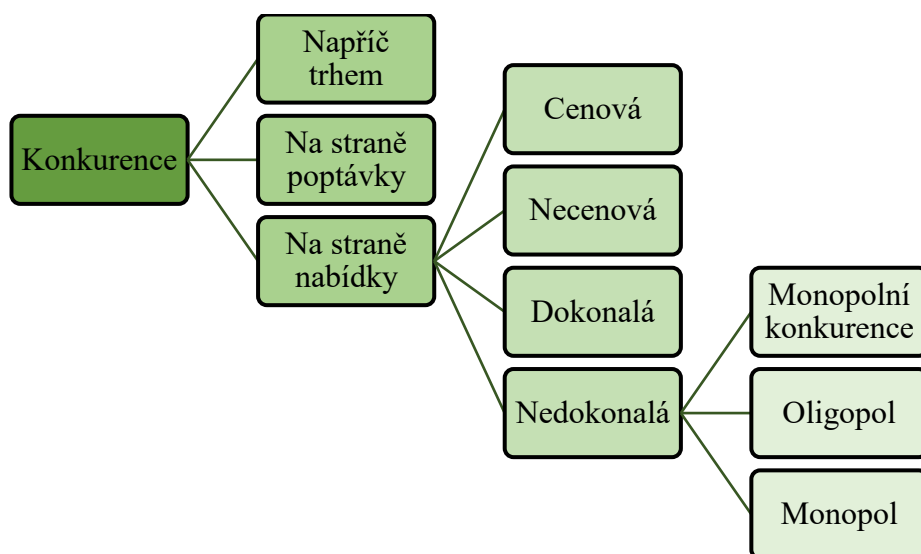 Konkurence
Napříč
trhem
Na straně
poptávky
Na straně
nabídky
Cenová
Necenová
Dokonalá
Nedokonalá
Monopolní
konkurence
Oligopol
Monopol